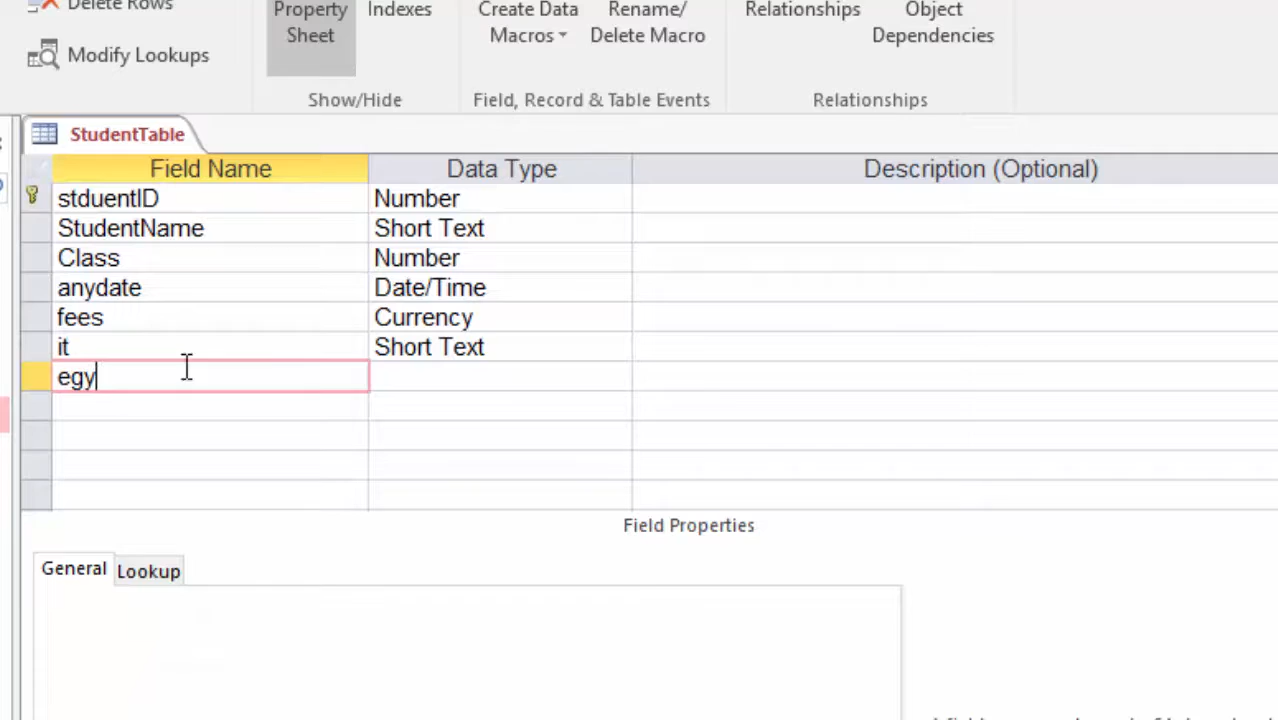 Delete Rows
Property Sheet
Indexes
Create Data Macros
Rename/ Delete Macro
Relationships
Object Dependencies
Modify Lookups
Show/Hide
Field, Record & Table Events
Relationships
StudentTable
Field Name Data Type Description (Optional)
stduentID Number
StudentName Short Text
Class Number
anydate Date/Time
fees Currency
it Short Text
egy
Field Properties
General Lookup